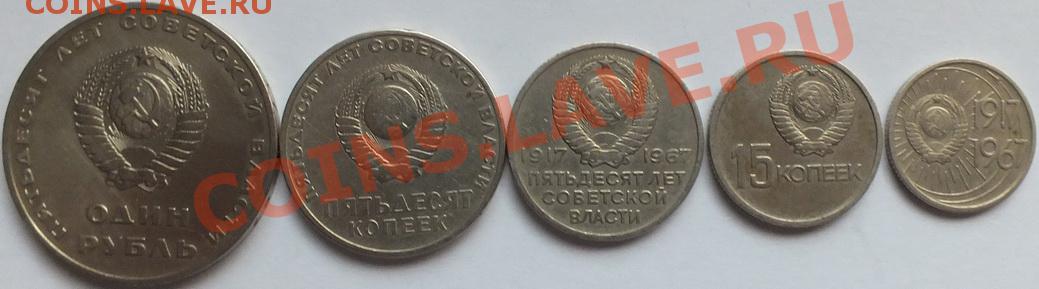 COINS.LAVE.RU
COINS.LAVE.RU
ПЯТЬДЕСЯТ ЛЕТ СОВЕТСКОЙ ВЛАСТИ
ОДИН
РУБЛЬ
ПЯТЬДЕСЯТ ЛЕТ СОВЕТСКОЙ ВЛАСТИ
ПЯТЬДЕСЯТ
КОПЕЕК
1917 1967
ПЯТЬДЕСЯТ ЛЕТ
СОВЕТСКОЙ
ВЛАСТИ
15 КОПЕЕК
1917
1967